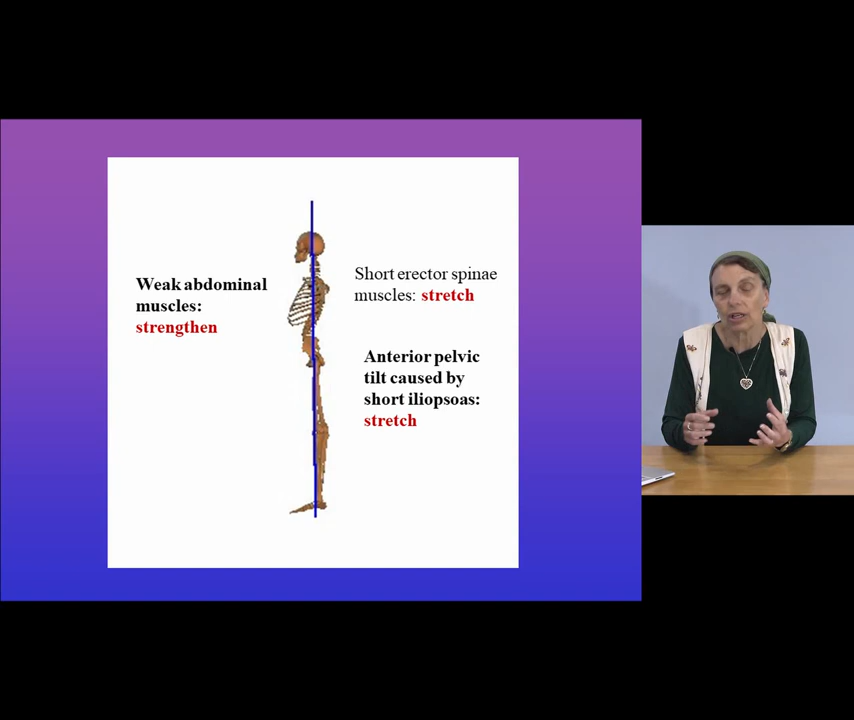 Weak abdominal
muscles:
strengthen
Short erector spinae
muscles: stretch
Anterior pelvic
tilt caused by
short iliopsoas:
stretch